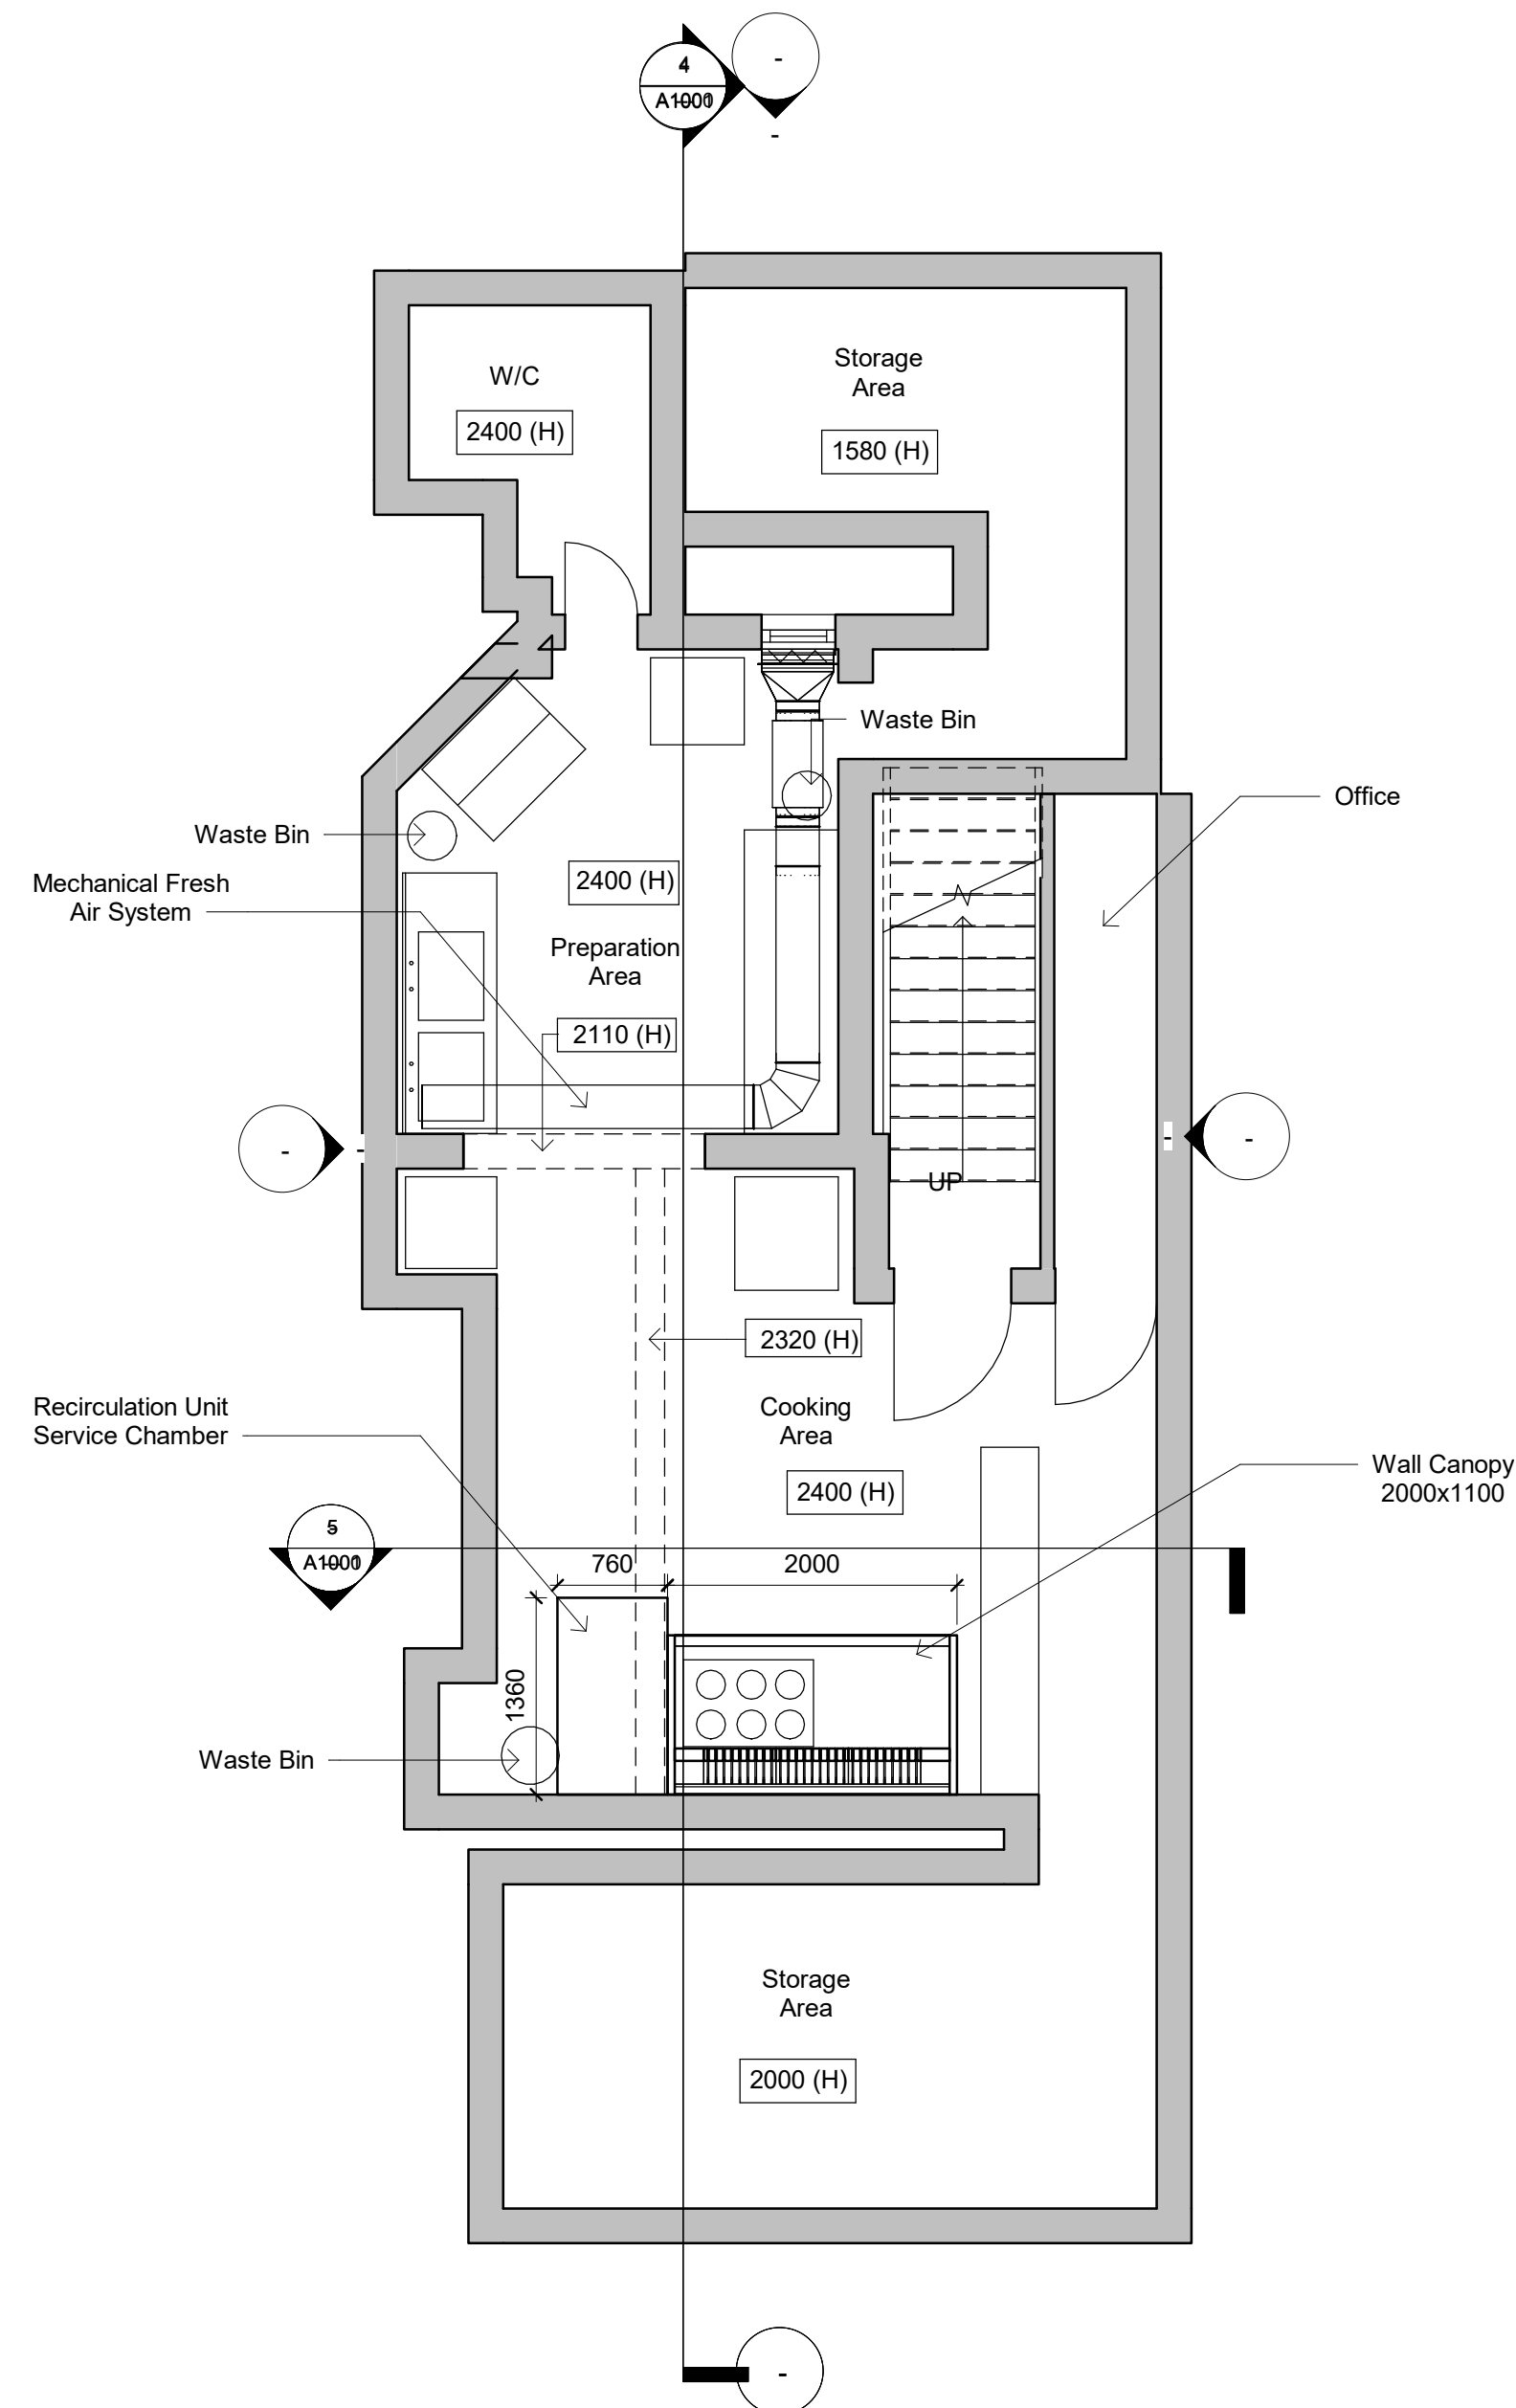 4
-
-
W/C
2400 (H)
Storage
Area
1580 (H)
Waste Bin
Office
Waste Bin
Mechanical Fresh
Air System
2400 (H)
Preparation
Area
2110 (H)
-
-
-
-
UP
2320 (H)
Recirculation Unit
Service Chamber
Cooking
Area
2400 (H)
Wall Canopy
2000x1100
5
760
2000
1360
Waste Bin
Storage
Area
2000 (H)
-